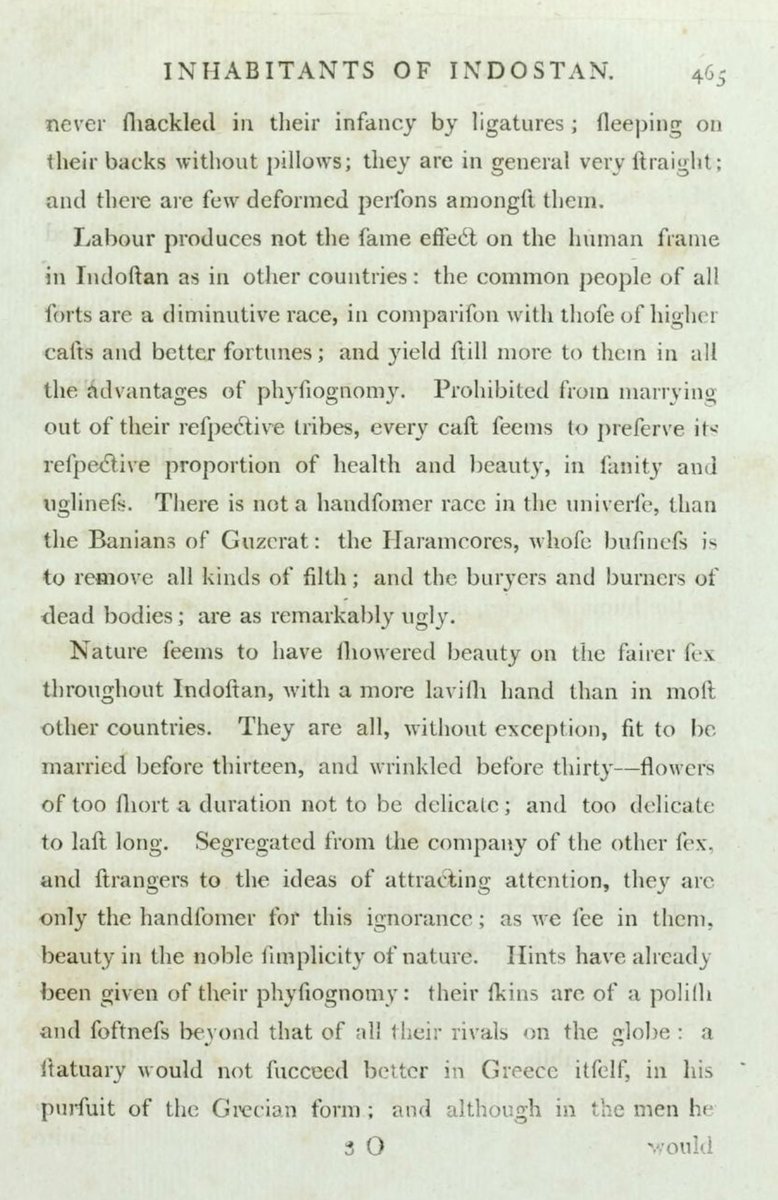 INHABITANTS OF INDOSTAN. 465
never ſhackled in their infancy by ligatures; ſleeping on
their backs without pillows; they are in general very ſtraight;
and there are few deformed perſons amongſt them.
Labour produces not the ſame effect on the human frame
in Indoſtan as in other countries: the common people of all
ſorts are a diminutive race, in compariſon with thoſe of higher
caſts and better fortunes; and yield ſtill more to them in all
the advantages of phyſiognomy. Prohibited from marrying
out of their reſpective tribes, every caſt ſeems to preſerve its
reſpective proportion of health and beauty, in ſanity and
uglineſs. There is not a handſomer race in the univerſe, than
the Banians of Guzerat: the Haramcores, whoſe buſineſs is
to remove all kinds of filth; and the buryers and burners of
dead bodies; are as remarkably ugly.
Nature ſeems to have ſhowered beauty on the fairer ſex
throughout Indoſtan, with a more laviſh hand than in moſt
other countries. They are all, without exception, fit to be
married before thirteen, and wrinkled before thirty—flowers
of too ſhort a duration not to be delicate; and too delicate
to laſt long. Segregated from the company of the other ſex,
and ſtrangers to the ideas of attracting attention, they are
only the handſomer for this ignorance; as we ſee in them,
beauty in the noble ſimplicity of nature. Hints have already
been given of their phyſiognomy: their ſkins are of a poliſh
and ſoftneſs beyond that of all their rivals on the globe: a
ſtatuary would not ſucceed better in Greece itſelf, in his
purſuit of the Grecian form; and although in the men he
3 O would